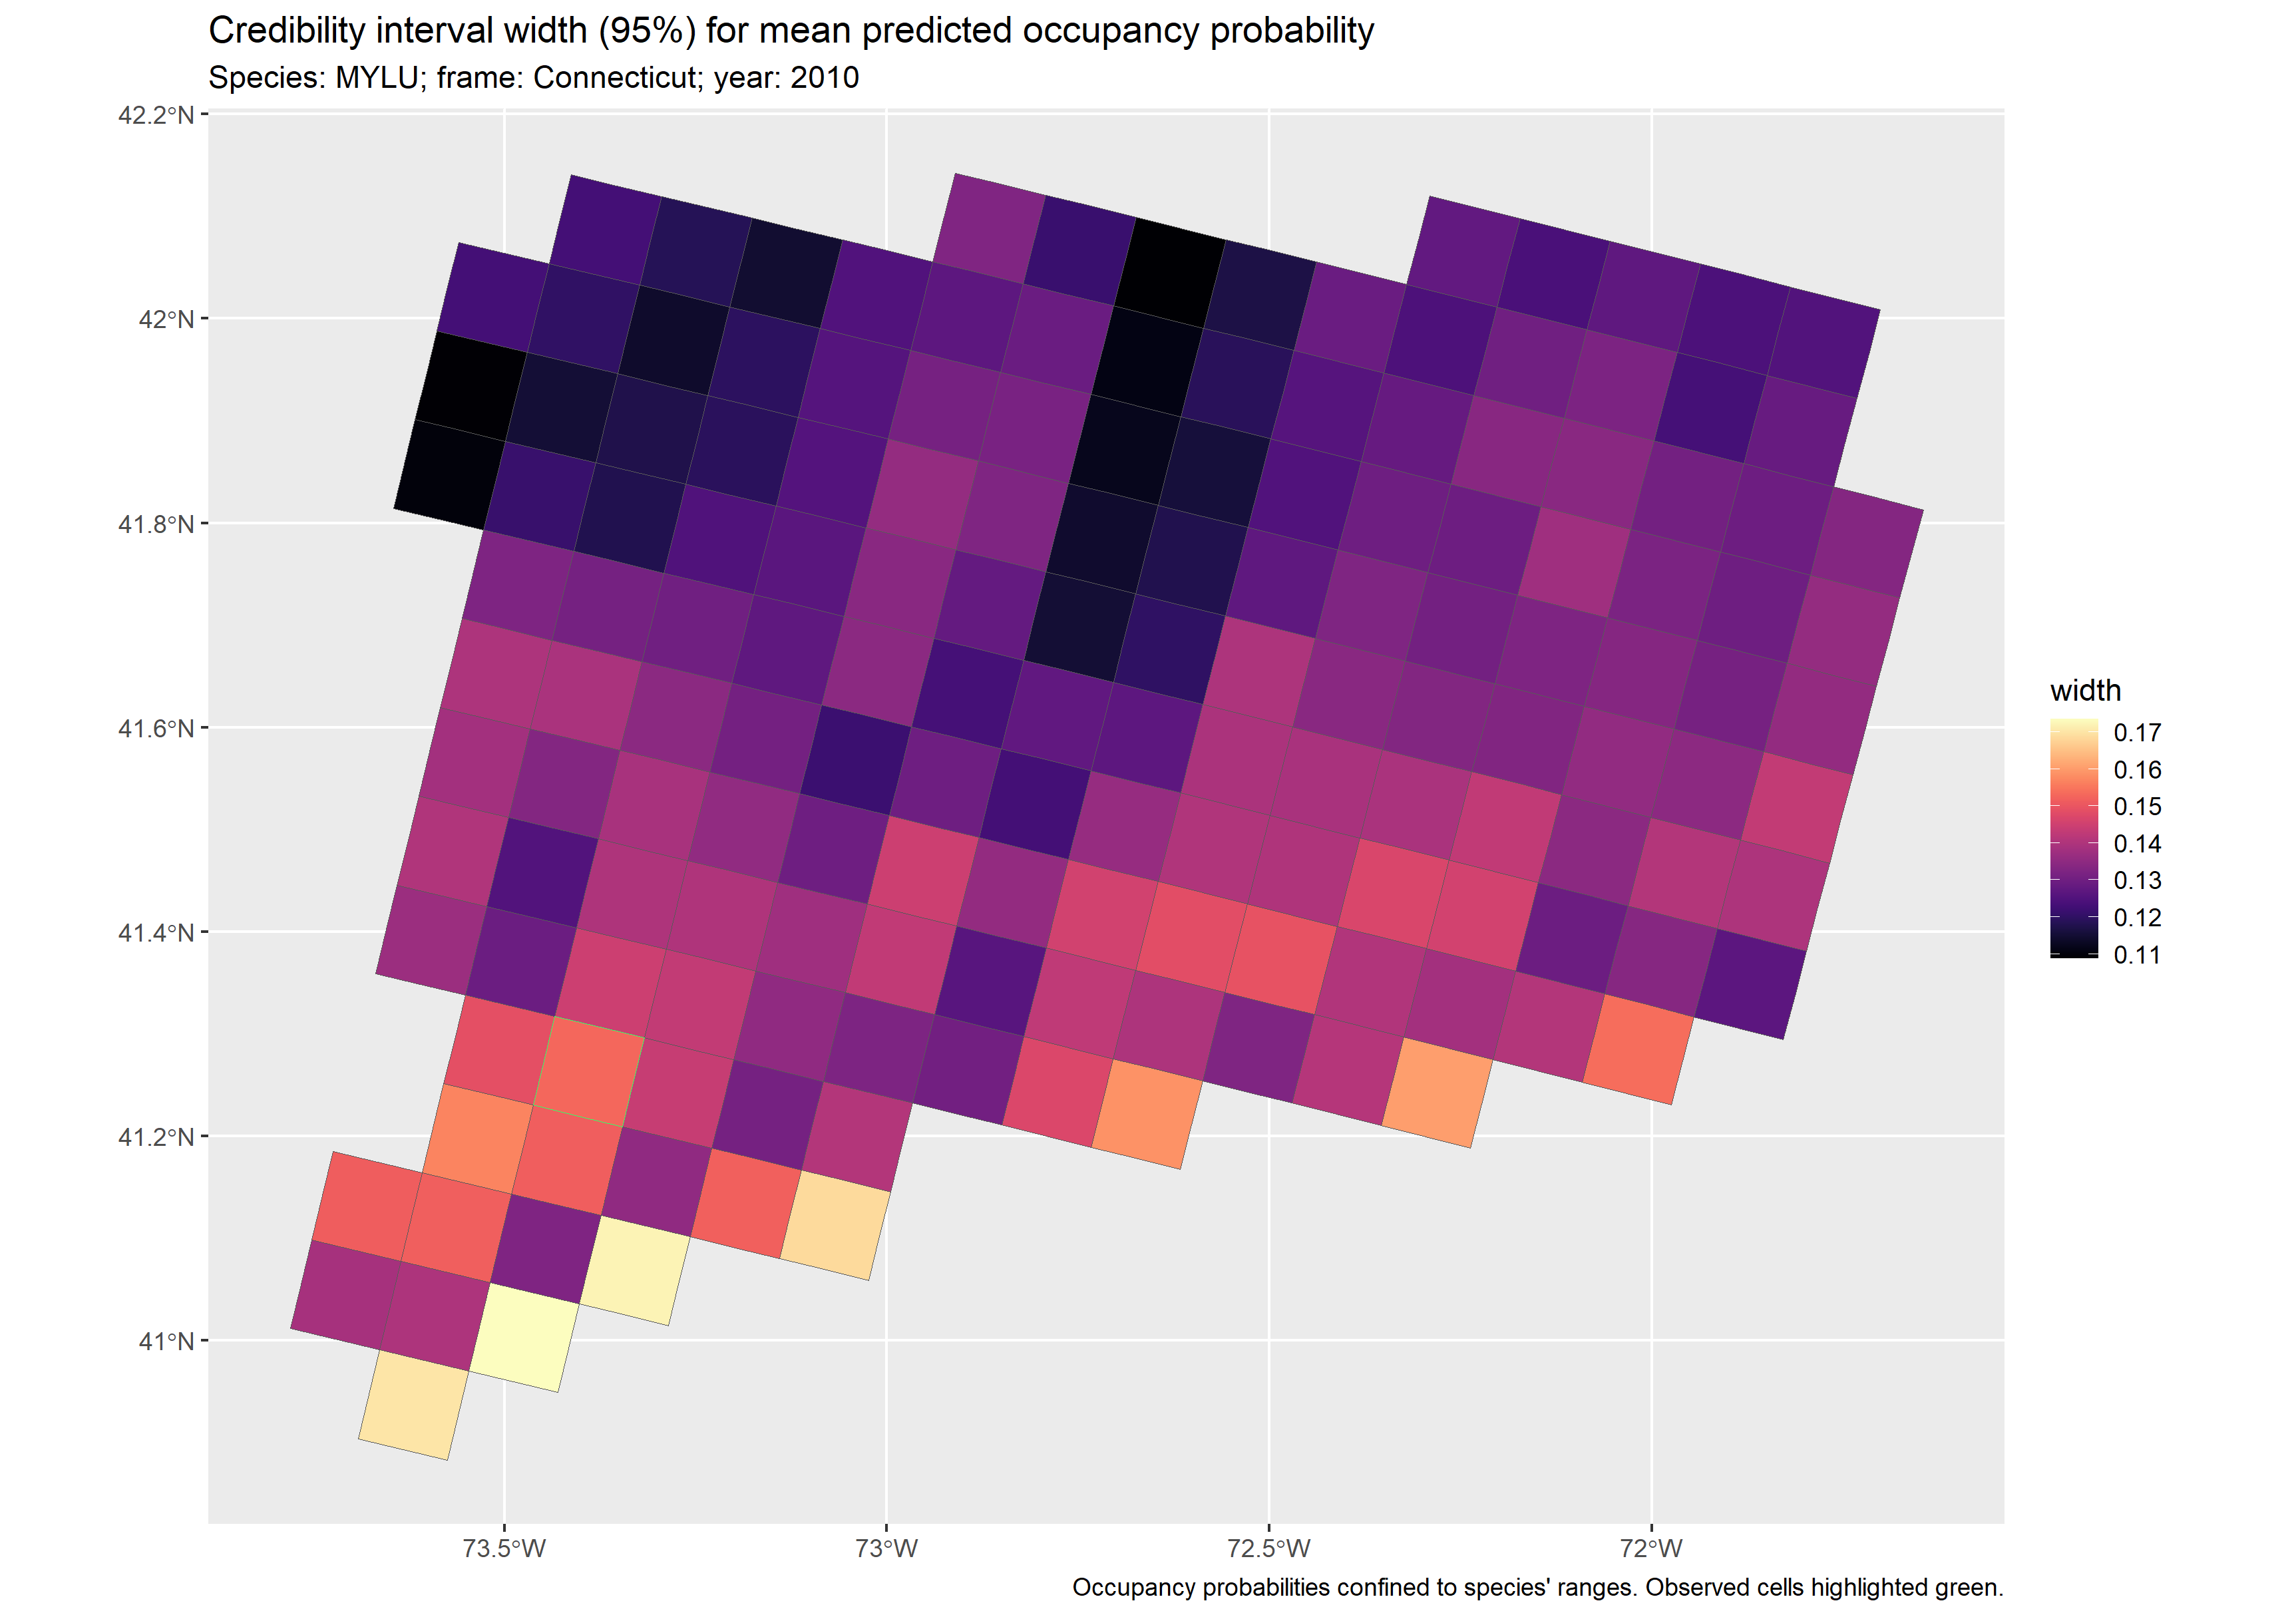 Credibility interval width (95%) for mean predicted occupancy probability
Species: MYLU; frame: Connecticut; year: 2010
42.2°N
42°N
41.8°N
41.6°N
41.4°N
41.2°N
41°N
73.5°W
73°W
72.5°W
72°W
width
0.17
0.16
0.15
0.14
0.13
0.12
0.11
Occupancy probabilities confined to species' ranges. Observed cells highlighted green.